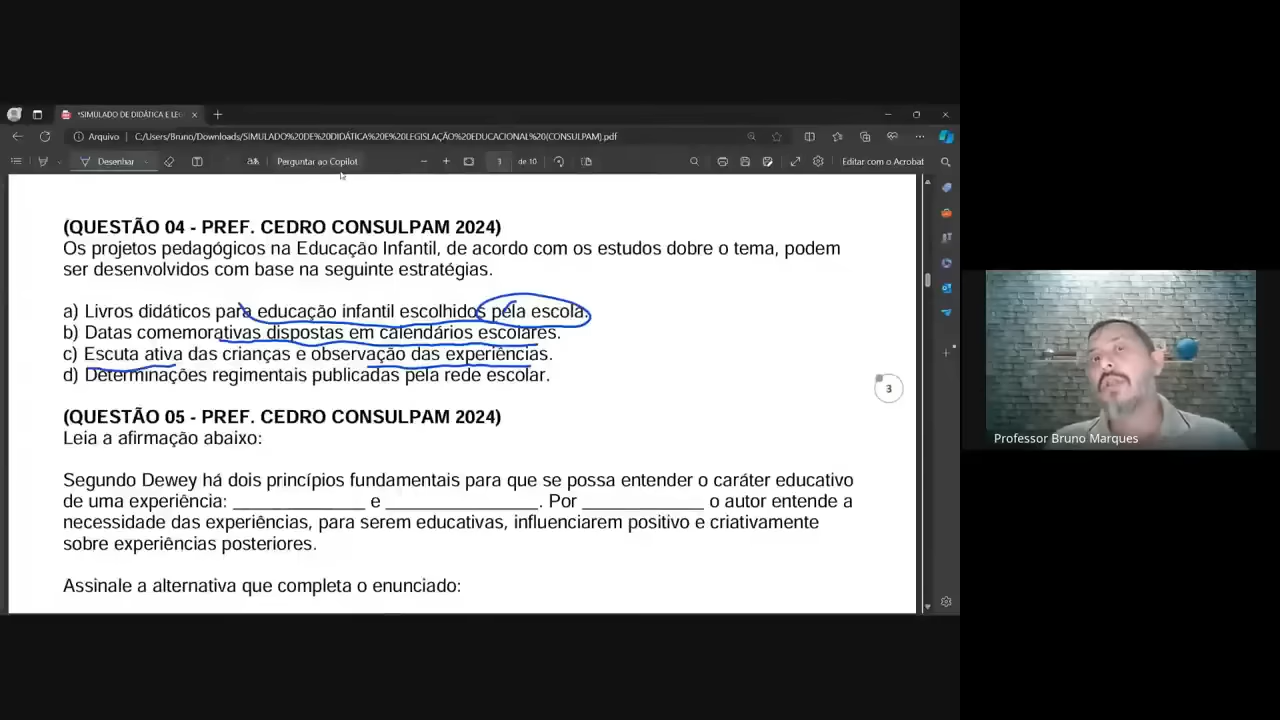 *SIMULADO DE DIDÁTICA E LEG
Arquivo
C:/Users/Bruno/Downloads/SIMULADO%20DE%20DIDÁTICA%20E%20LEGISLAÇÃO%20EDUCACIONAL%20(CONSULPAM).pdf
Desenhar
Perguntar ao Copilot
3
de 10
Editar com o Acrobat
(QUESTÃO 04 - PREF. CEDRO CONSULPAM 2024)
Os projetos pedagógicos na Educação Infantil, de acordo com os estudos dobre o tema, podem
ser desenvolvidos com base na seguinte estratégias.
a) Livros didáticos para educação infantil escolhidos pela escola.
b) Datas comemorativas dispostas em calendários escolares.
c) Escuta ativa das crianças e observação das experiências.
d) Determinações regimentais publicadas pela rede escolar.
3
(QUESTÃO 05 - PREF. CEDRO CONSULPAM 2024)
Leia a afirmação abaixo:
Segundo Dewey há dois princípios fundamentais para que se possa entender o caráter educativo
de uma experiência: _____________ e _______________. Por ____________ o autor entende a
necessidade das experiências, para serem educativas, influenciarem positivo e criativamente
sobre experiências posteriores.
Assinale a alternativa que completa o enunciado:
Professor Bruno Marques